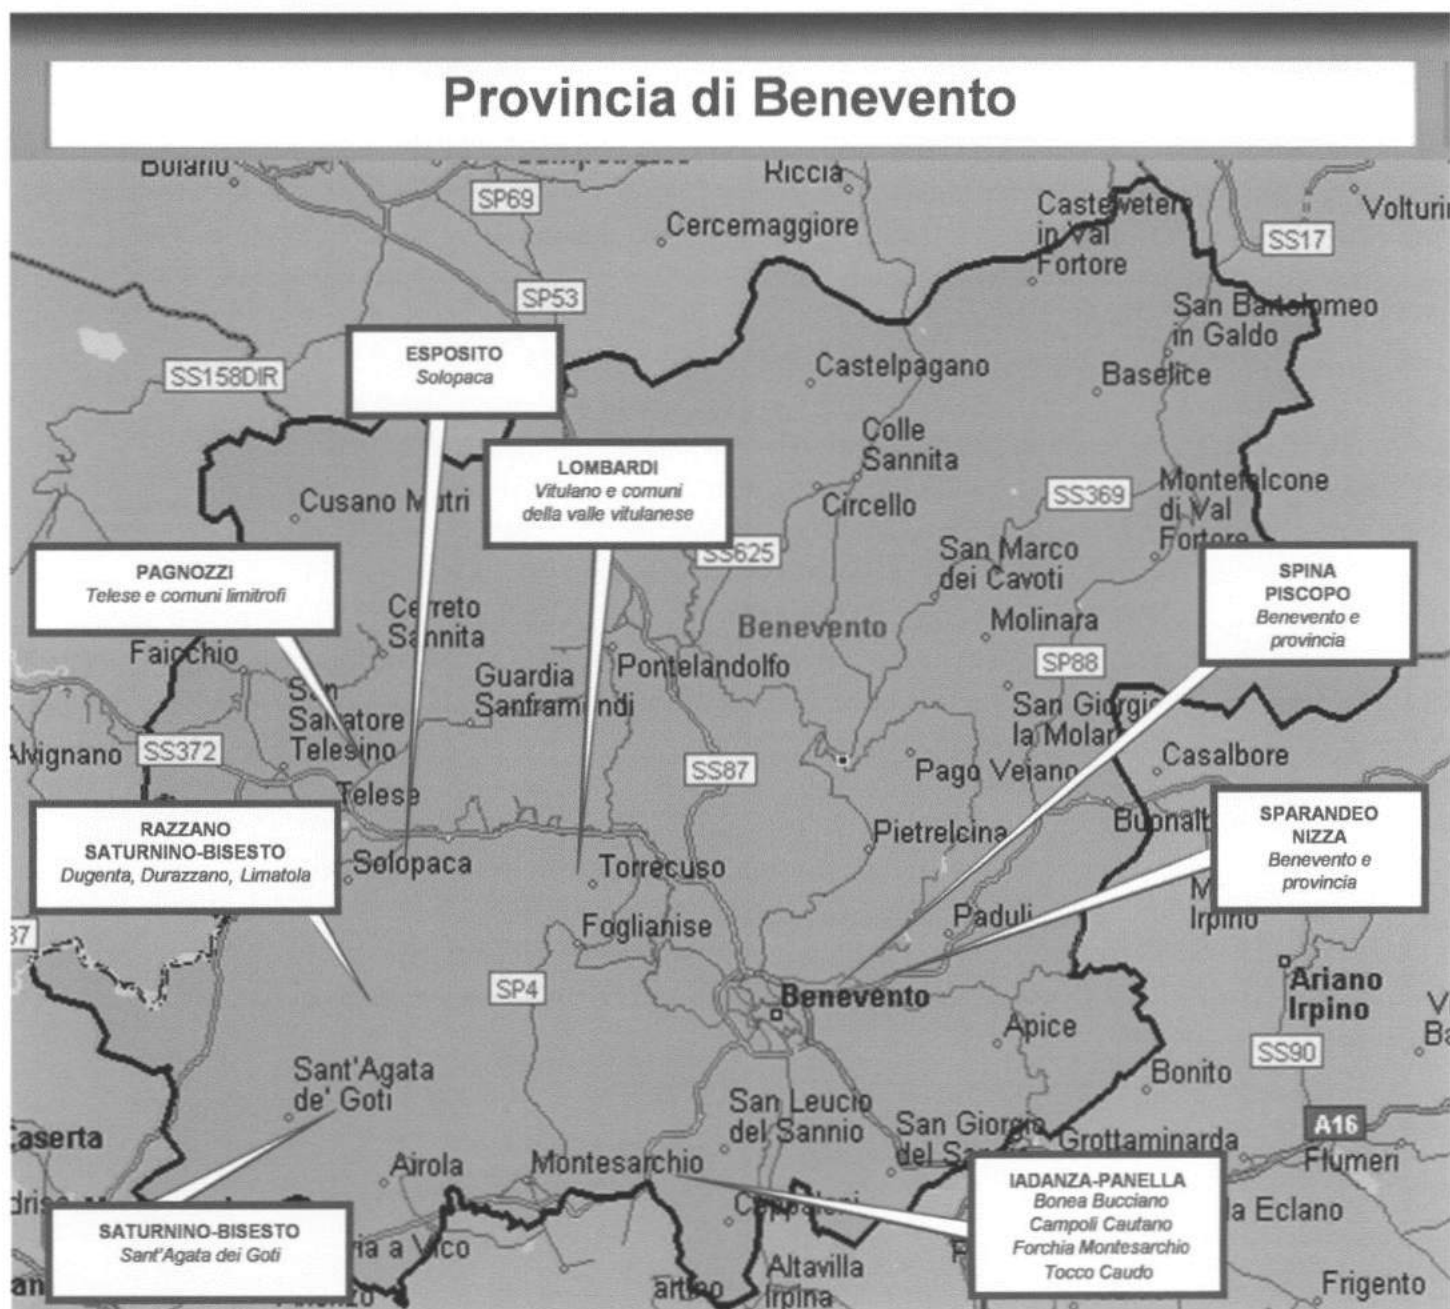 Provincia di Benevento
Riccia
SP69
Cercemaggiore
in Val
Fortore
SS17
SP53
San Bartolomeo
in Galdo
ESPOSITO
Solopaca
SS158DIR
Castelpagano
Baselice
Colle
Sannita
LOMBARDI
Vitulano e comuni
della valle vitulanese
Cusano Mutri
Circello
SS369
Montefalcone
di Val
Fortore
SS625
San Marco
dei Cavoti
PAGNOZZI
Telese e comuni limitrofi
SPINA
PISCOPO
Benevento e
provincia
Cerreto
Sannita
Benevento
Molinara
Faicchio
Guardia
Sanframondi
Pontelandolfo
SP88
San
Salvatore
Telesino
San Giorgio
la Molar
Alvignano
SS372
SS87
Pago Veiano
Casalbore
Telese
RAZZANO
SATURNINO-BISESTO
Dugenta, Durazzano, Limatola
SPARANDEO
NIZZA
Benevento e
provincia
Pietrelcina
Buonalb
Solopaca
Torrecuso
Irpino
Foglianise
Paduli
37
SP4
Benevento
Ariano
Irpino
Apice
SS90
Sant'Agata
de' Goti
Bonito
San Leucio
del Sannio
San Giorgio
A16
Caserta
Grottaminarda
Flumeri
Airola
Montesarchio
IADANZA-PANELLA
Bonea Bucciano
Campoli Cautano
Forchia Montesarchio
Tocco Caudo
la Eclano
SATURNINO-BISESTO
Sant'Agata dei Goti
ria a Vico
Altavilla
Irpina
Frigento